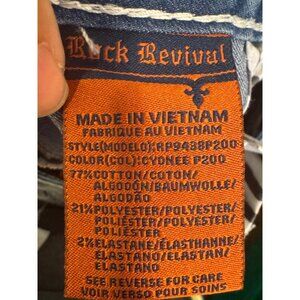 Rock Revival
MADE IN VIETNAM
FABRIQUE AU VIETNAM
STYLE(MODELO):RP9438P200
COLOR(COL):CYDNEE P200
77%COTTON/COTON/
ALGODÓN/BAUMWOLLE/
ALGODÃO
21%POLYESTER/POLYESTER/
POLIÉSTER/POLYESTER/
POLIÉSTER
2%ELASTANE/ÉLASTHANNE/
ELASTANO/ELASTAN/
ELASTANO
SEE REVERSE FOR CARE
VOIR VERSO POUR SOINS